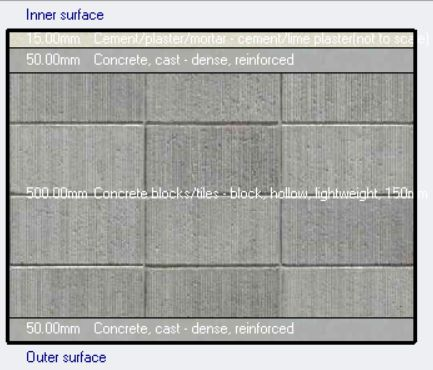 Inner surface
15.00mm Cement/plaster/mortar - cement/lime plaster(not to scale)
50.00mm Concrete, cast - dense, reinforced
500.00mm Concrete blocks/tiles - block, hollow, lightweight, 150mm
50.00mm Concrete, cast - dense, reinforced
Outer surface